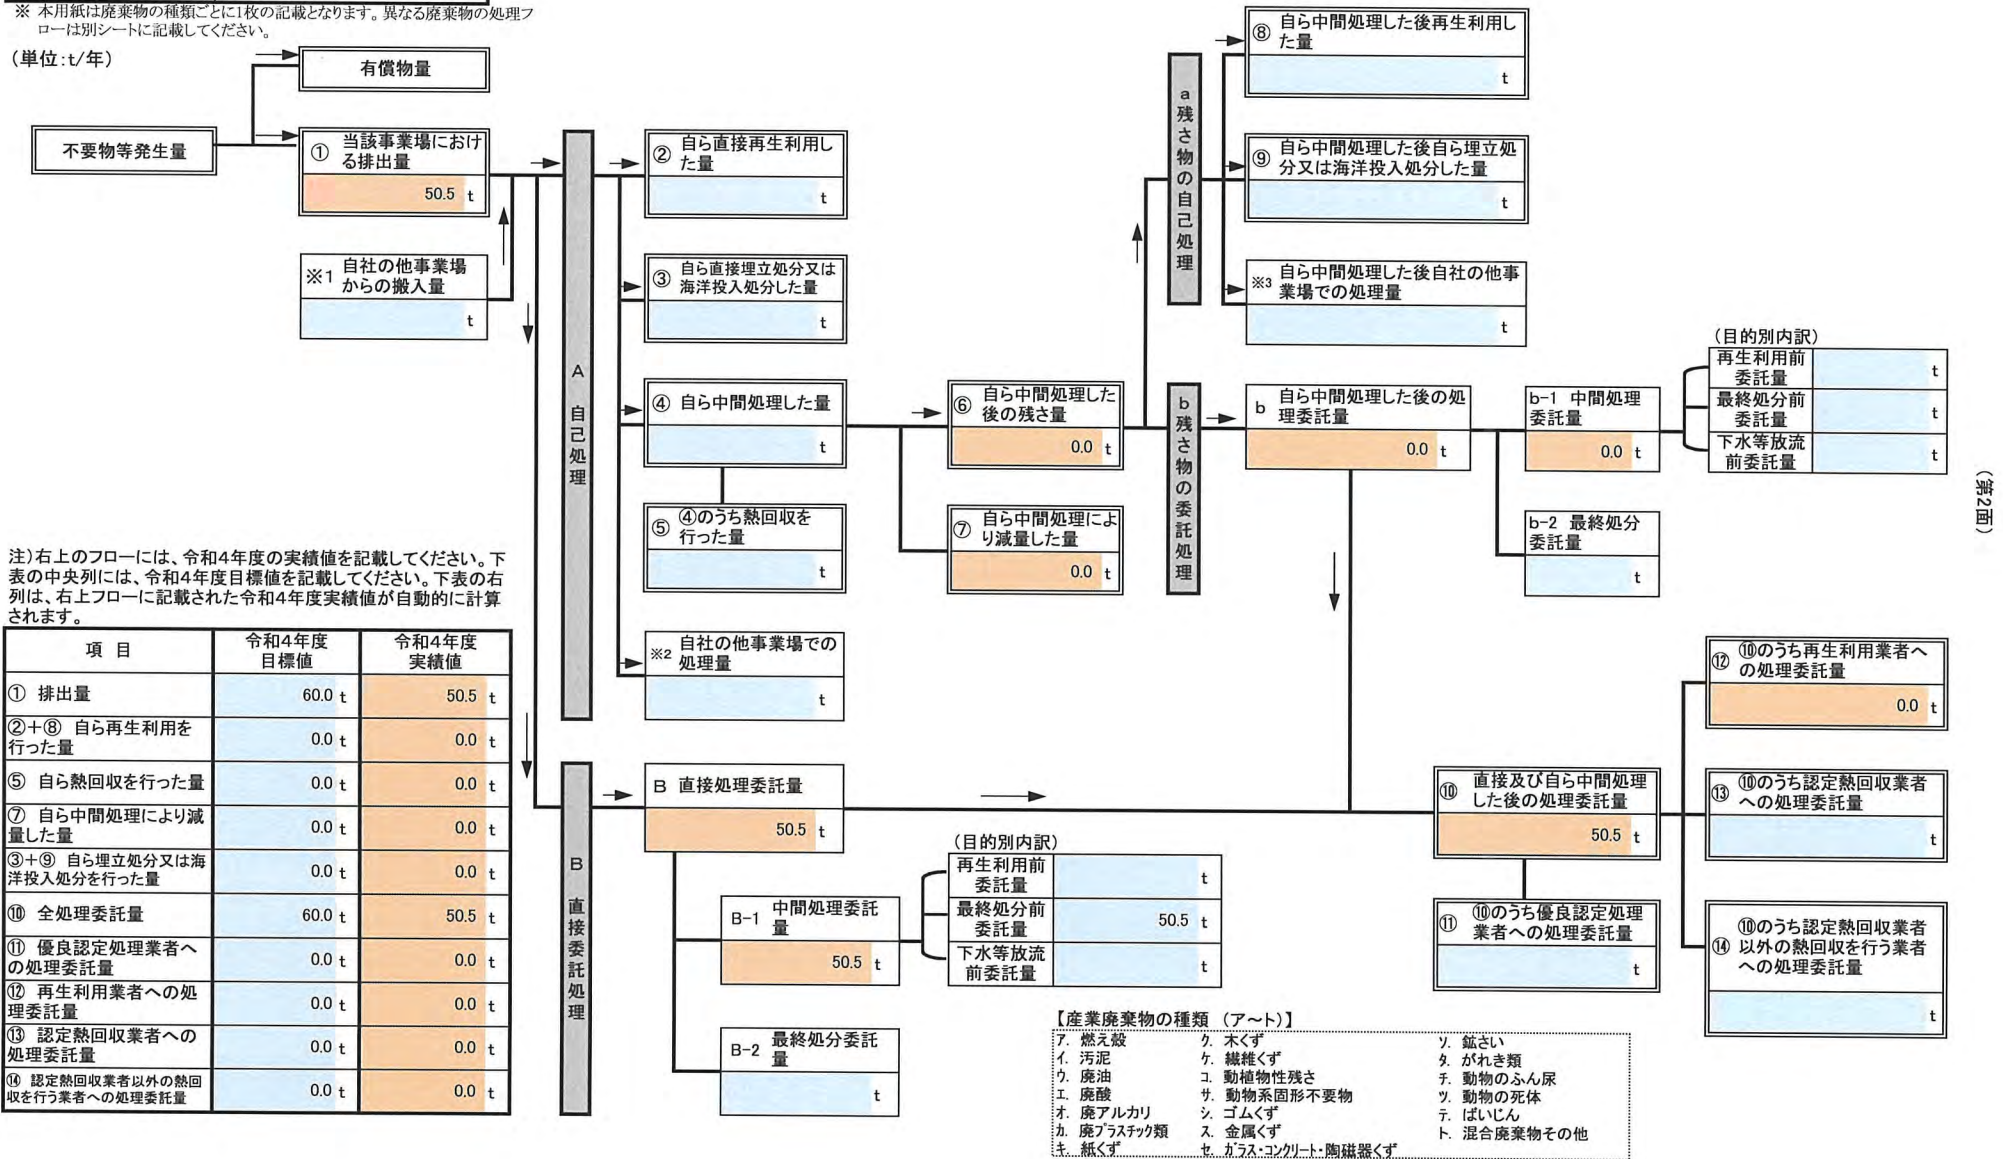 ※ 本用紙は廃棄物の種類ごとに1枚の記載となります。異なる廃棄物の処理フ
ローは別シートに記載してください。
(単位:t/年)
有償物量
不要物等発生量
① 当該事業場におけ
る排出量
50.5 t
※1 自社の他事業場
からの搬入量
t
A 自己処理
② 自ら直接再生利用し
た量
t
③ 自ら直接埋立処分又は
海洋投入処分した量
t
④ 自ら中間処理した量
t
⑤ ④のうち熱回収を
行った量
t
※2 自社の他事業場での
処理量
t
⑥ 自ら中間処理した
後の残さ量
0.0 t
⑦ 自ら中間処理によ
り減量した量
0.0 t
a 残さ物の自己処理
⑧ 自ら中間処理した後再生利用し
た量
t
⑨ 自ら中間処理した後自ら埋立処
分又は海洋投入処分した量
t
※3 自ら中間処理した後自社の他事
業場での処理量
t
b 残さ物の委託処理
b 自ら中間処理した後の処
理委託量
0.0 t
b-1 中間処理
委託量
0.0 t
(目的別内訳)
再生利用前
委託量 t
最終処分前
委託量 t
下水等放流
前委託量 t
b-2 最終処分
委託量
t
(第2面)
注)右上のフローには、令和4年度の実績値を記載してください。下
表の中央列には、令和4年度目標値を記載してください。下表の右
列は、右上フローに記載された令和4年度実績値が自動的に計算
されます。
項 目 令和4年度
目標値 令和4年度
実績値
① 排出量 60.0 t 50.5 t
②+⑧ 自ら再生利用を
行った量 0.0 t 0.0 t
⑤ 自ら熱回収を行った量 0.0 t 0.0 t
⑦ 自ら中間処理により減
量した量 0.0 t 0.0 t
③+⑨ 自ら埋立処分又は海
洋投入処分を行った量 0.0 t 0.0 t
⑩ 全処理委託量 60.0 t 50.5 t
⑪ 優良認定処理業者へ
の処理委託量 0.0 t 0.0 t
⑫ 再生利用業者への処
理委託量 0.0 t 0.0 t
⑬ 認定熱回収業者への
処理委託量 0.0 t 0.0 t
⑭ 認定熱回収業者以外の熱回
収を行う業者への処理委託量 0.0 t 0.0 t
B 直接委託処理
B 直接処理委託量
50.5 t
B-1 中間処理委託
量
50.5 t
(目的別内訳)
再生利用前
委託量 t
最終処分前
委託量 50.5 t
下水等放流
前委託量 t
B-2 最終処分委託
量
t
⑩ 直接及び自ら中間処理
した後の処理委託量
50.5 t
⑪ ⑩のうち優良認定処理
業者への処理委託量
t
⑫ ⑩のうち再生利用業者へ
の処理委託量
0.0 t
⑬ ⑩のうち認定熱回収業者
への処理委託量
t
⑭ ⑩のうち認定熱回収業者
以外の熱回収を行う業者
への処理委託量
t
【産業廃棄物の種類 (ア~ト)】
ア. 燃え殻 ク. 木くず ソ. 鉱さい
イ. 汚泥 ケ. 繊維くず タ. がれき類
ウ. 廃油 コ. 動植物性残さ チ. 動物のふん尿
エ. 廃酸 サ. 動物系固形不要物 ツ. 動物の死体
オ. 廃アルカリ シ. ゴムくず テ. ばいじん
カ. 廃プラスチック類 ス. 金属くず ト. 混合廃棄物その他
キ. 紙くず セ. ガラス・コンクリート・陶磁器くず